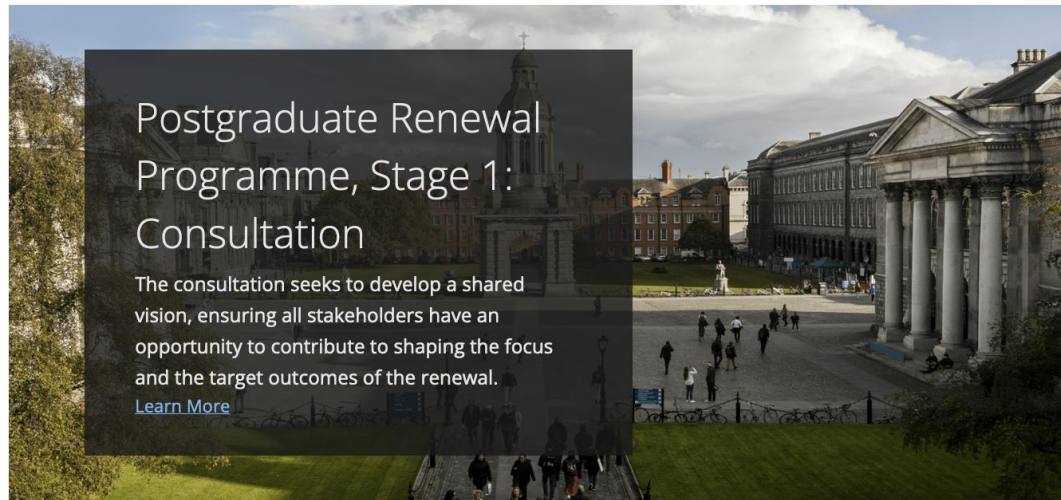 Postgraduate Renewal
Programme, Stage 1:
Consultation
The consultation seeks to develop a shared
vision, ensuring all stakeholders have an
opportunity to contribute to shaping the focus
and the target outcomes of the renewal.
Learn More